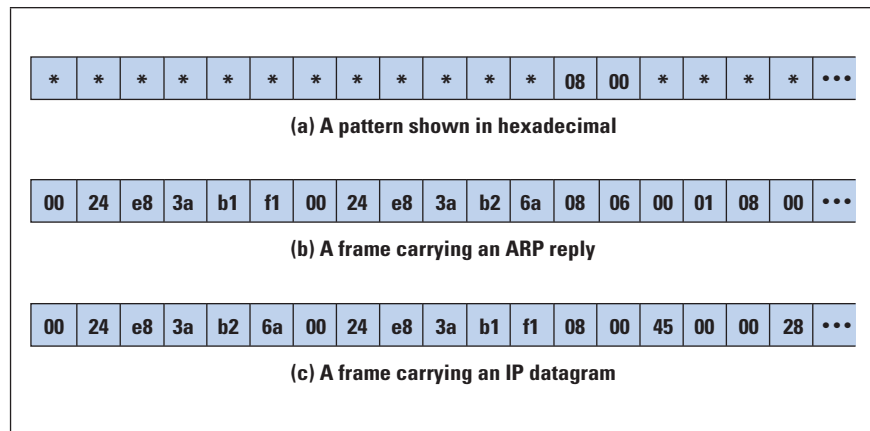 * * * * * * * * * * * * 08 00 * * * * •••
(a) A pattern shown in hexadecimal
00 24 e8 3a b1 f1 00 24 e8 3a b2 6a 08 06 00 01 08 00 •••
(b) A frame carrying an ARP reply
00 24 e8 3a b2 6a 00 24 e8 3a b1 f1 08 00 45 00 00 28 •••
(c) A frame carrying an IP datagram